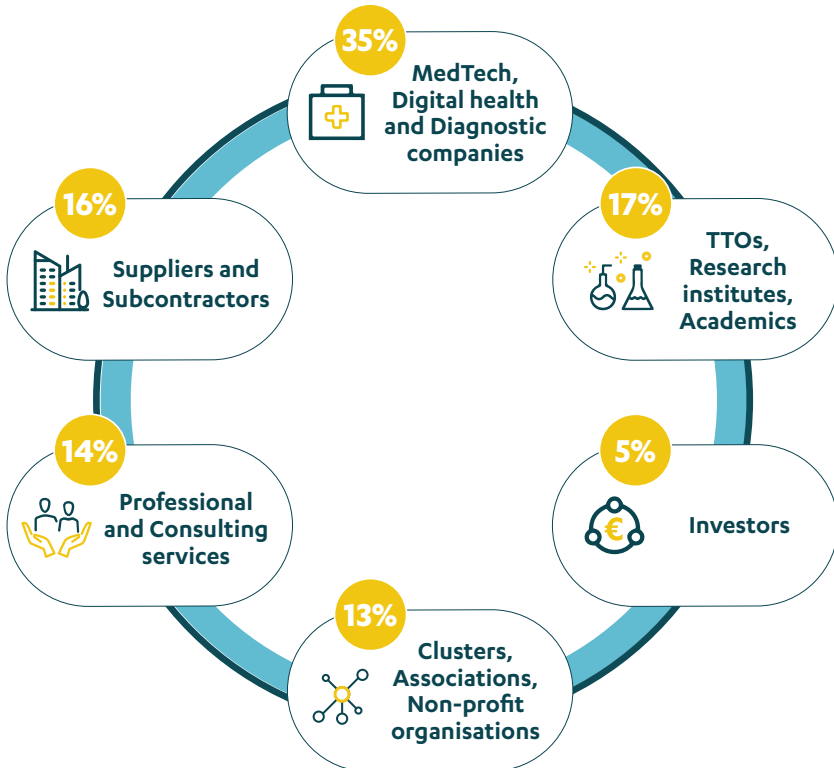 35%
MedTech,
Digital health
and Diagnostic
companies
16%
Suppliers and
Subcontractors
17%
TTOs,
Research
institutes,
Academics
14%
Professional
and Consulting
services
5%
€
Investors
13%
Clusters,
Associations,
Non-profit
organisations